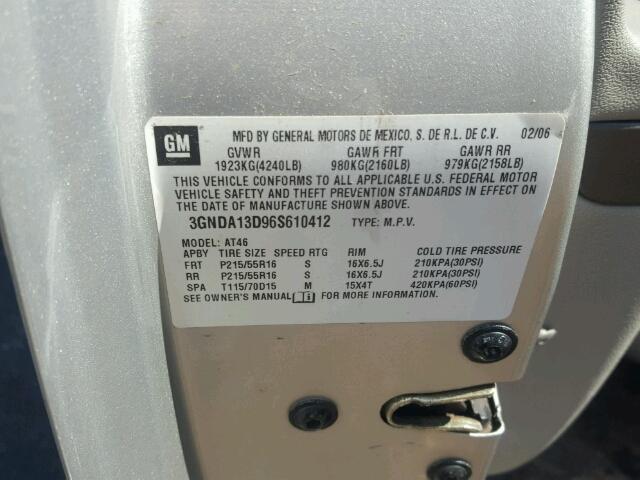 GM
MFD BY GENERAL MOTORS DE MEXICO, S. DE R.L. DE C.V. 02/06
GVWR GAWR FRT GAWR RR
1923KG(4240LB) 980KG(2160LB) 979KG(2158LB)
THIS VEHICLE CONFORMS TO ALL APPLICABLE U.S. FEDERAL MOTOR
VEHICLE SAFETY AND THEFT PREVENTION STANDARDS IN EFFECT ON
THE DATE OF MANUFACTURE SHOWN ABOVE.
3GNDA13D96S610412 TYPE: M.P.V.
MODEL: AT46
APBY TIRE SIZE SPEED RTG RIM COLD TIRE PRESSURE
FRT P215/55R16 S 16X6.5J 210KPA(30PSI)
RR P215/55R16 S 16X6.5J 210KPA(30PSI)
SPA T115/70D15 M 15X4T 420KPA(60PSI)
SEE OWNER'S MANUAL FOR MORE INFORMATION.